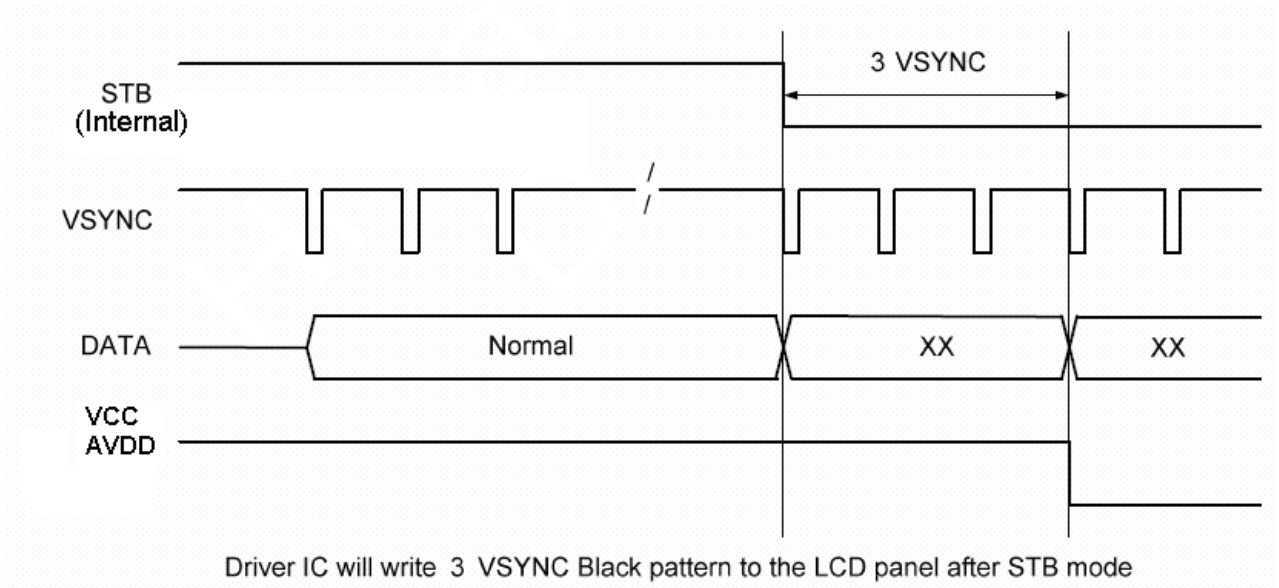 3 VSYNC
STB
(Internal)
VSYNC
DATA
Normal
XX
XX
VCC
AVDD
Driver IC will write 3 VSYNC Black pattern to the LCD panel after STB mode